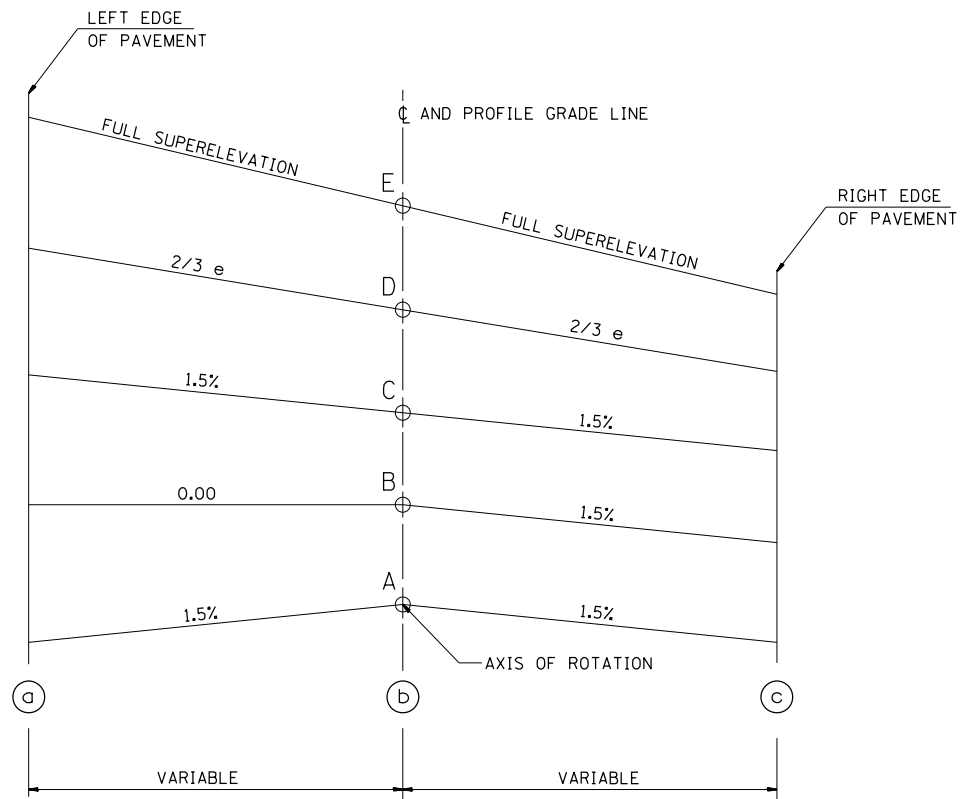 LEFT EDGE
OF PAVEMENT
℄ AND PROFILE GRADE LINE
FULL SUPERELEVATION
E
RIGHT EDGE
OF PAVEMENT
FULL SUPERELEVATION
2/3 e
D
2/3 e
1.5%
C
1.5%
0.00
B
1.5%
A
1.5%
1.5%
AXIS OF ROTATION
a
b
c
VARIABLE
VARIABLE